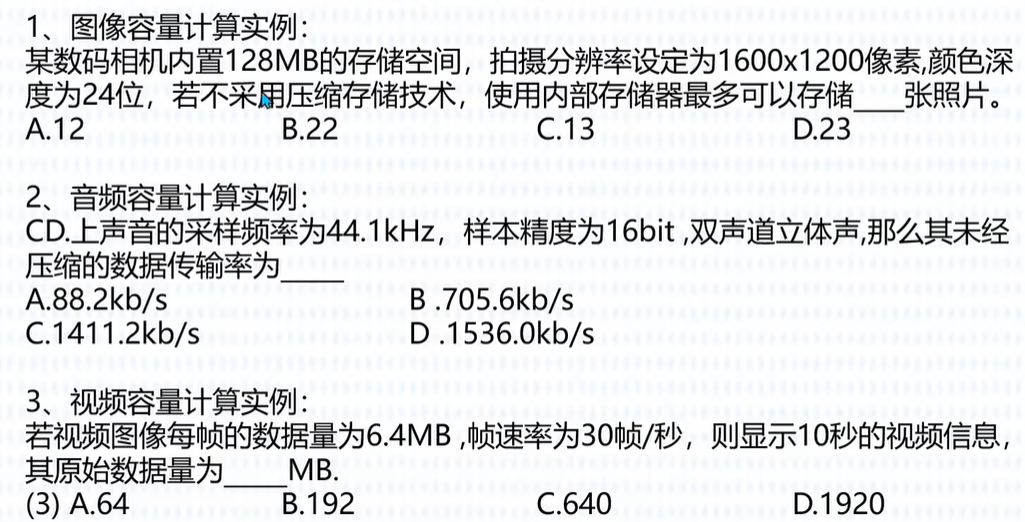 1、图像容量计算实例：
某数码相机内置128MB的存储空间，拍摄分辨率设定为1600x1200像素,颜色深
度为24位，若不采用压缩存储技术，使用内部存储器最多可以存储____张照片。
A.12 B.22 C.13 D.23
2、音频容量计算实例：
CD.上声音的采样频率为44.1kHz，样本精度为16bit ,双声道立体声,那么其未经
压缩的数据传输率为_____
A.88.2kb/s B .705.6kb/s
C.1411.2kb/s D .1536.0kb/s
3、视频容量计算实例：
若视频图像每帧的数据量为6.4MB ,帧速率为30帧/秒，则显示10秒的视频信息，
其原始数据量为_____MB.
(3) A.64 B.192 C.640 D.1920